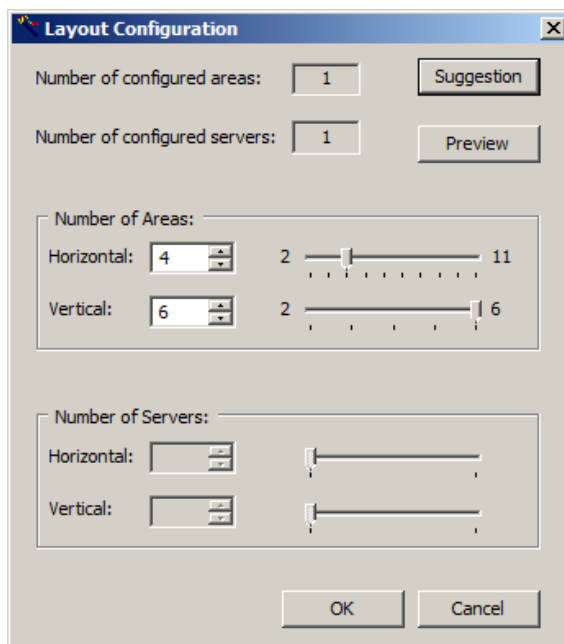 Layout Configuration
Number of configured areas: 1 Suggestion
Number of configured servers: 1 Preview
Number of Areas:
Horizontal: 4 2 11
Vertical: 6 2 6
Number of Servers:
Horizontal:
Vertical:
OK Cancel